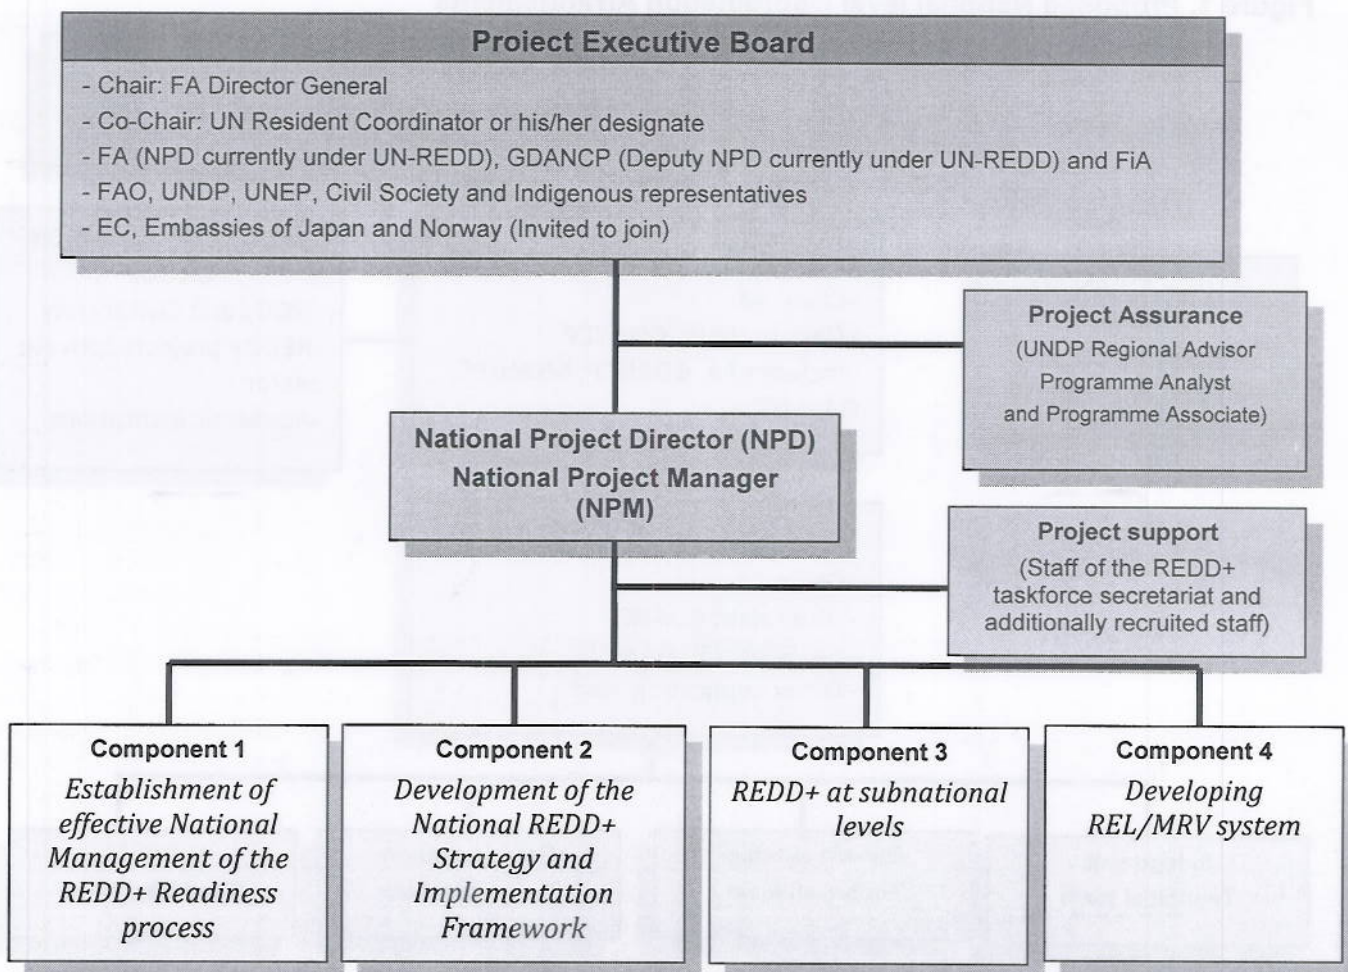 Project Executive Board
- Chair: FA Director General
- Co-Chair: UN Resident Coordinator or his/her designate
- FA (NPD currently under UN-REDD), GDANCP (Deputy NPD currently under UN-REDD) and FiA
- FAO, UNDP, UNEP, Civil Society and Indigenous representatives
- EC, Embassies of Japan and Norway (Invited to join)
Project Assurance
(UNDP Regional Advisor
Programme Analyst
and Programme Associate)
National Project Director (NPD)
National Project Manager
(NPM)
Project support
(Staff of the REDD+
taskforce secretariat and
additionally recruited staff)
Component 1
Establishment of
effective National
Management of the
REDD+ Readiness
process
Component 2
Development of the
National REDD+
Strategy and
Implementation
Framework
Component 3
REDD+ at subnational
levels
Component 4
Developing
REL/MRV system